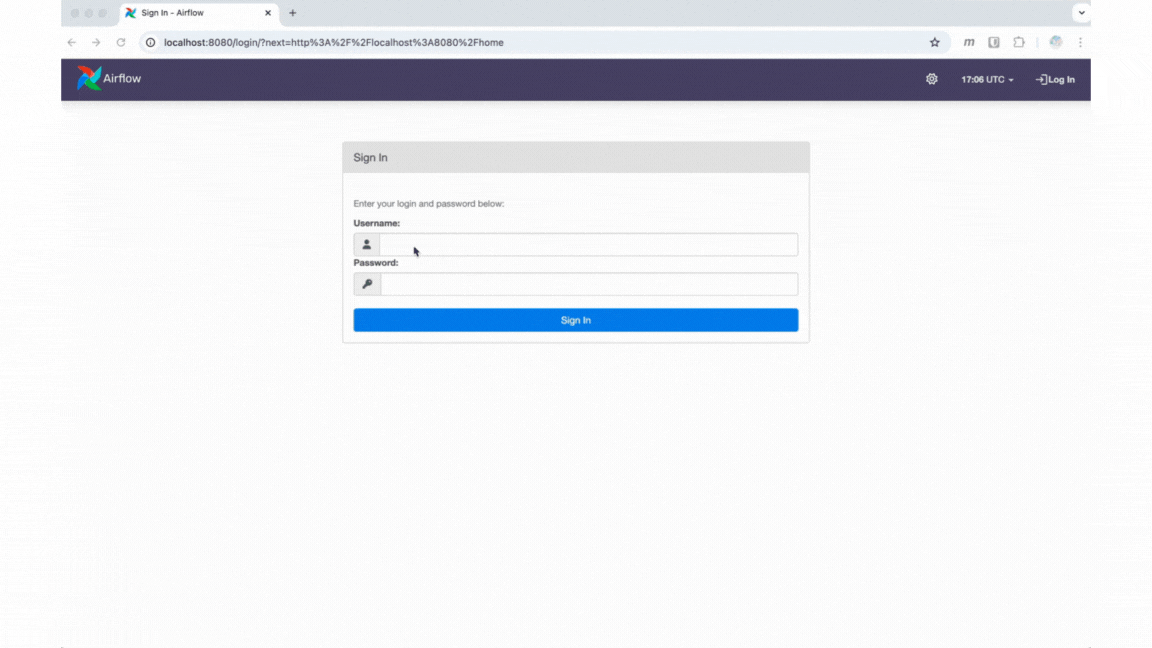 Sign In - Airflow
localhost:8080/login/?next=http%3A%2F%2Flocalhost%3A8080%2Fhome
m
Airflow
17:06 UTC
Log In
Sign In
Enter your login and password below:
Username:
Password:
Sign In